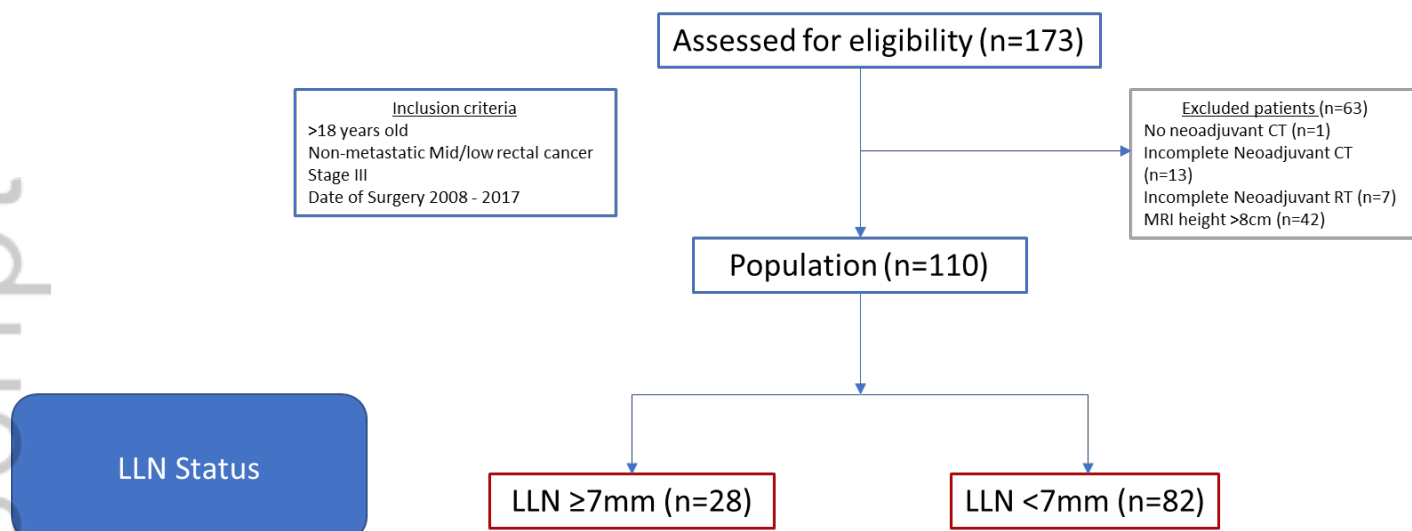 Assessed for eligibility (n=173)
Inclusion criteria
>18 years old
Non-metastatic Mid/low rectal cancer
Stage III
Date of Surgery 2008 - 2017
Excluded patients (n=63)
No neoadjuvant CT (n=1)
Incomplete Neoadjuvant CT
(n=13)
Incomplete Neoadjuvant RT (n=7)
MRI height >8cm (n=42)
Population (n=110)
LLN Status
LLN ≥7mm (n=28)
LLN <7mm (n=82)